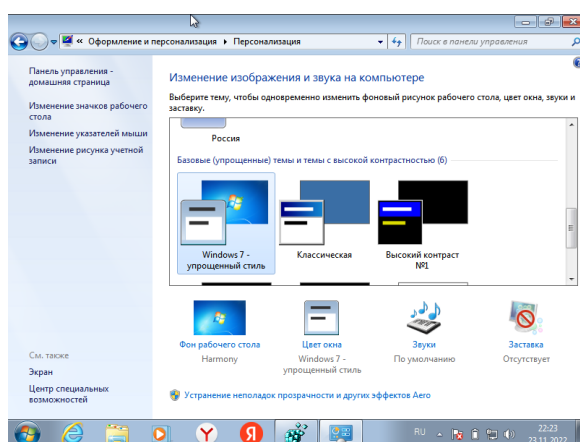 « Оформление и персонализация ▸ Персонализация
Поиск в панели управления
Панель управления -
домашняя страница
Изменение значков рабочего
стола
Изменение указателей мыши
Изменение рисунка учетной
записи
См. также
Экран
Центр специальных
возможностей
Изменение изображения и звука на компьютере
Выберите тему, чтобы одновременно изменить фоновый рисунок рабочего стола, цвет окна, звуки и
заставку.
Россия
Базовые (упрощенные) темы и темы с высокой контрастностью (6)
Windows 7 -
упрощенный стиль
Классическая
Высокий контраст
№1
Фон рабочего стола
Harmony
Цвет окна
Windows 7 -
упрощенный стиль
Звуки
По умолчанию
Заставка
Отсутствует
Устранение неполадок прозрачности и других эффектов Aero
Y
Я
RU
22:23
23.11.2022